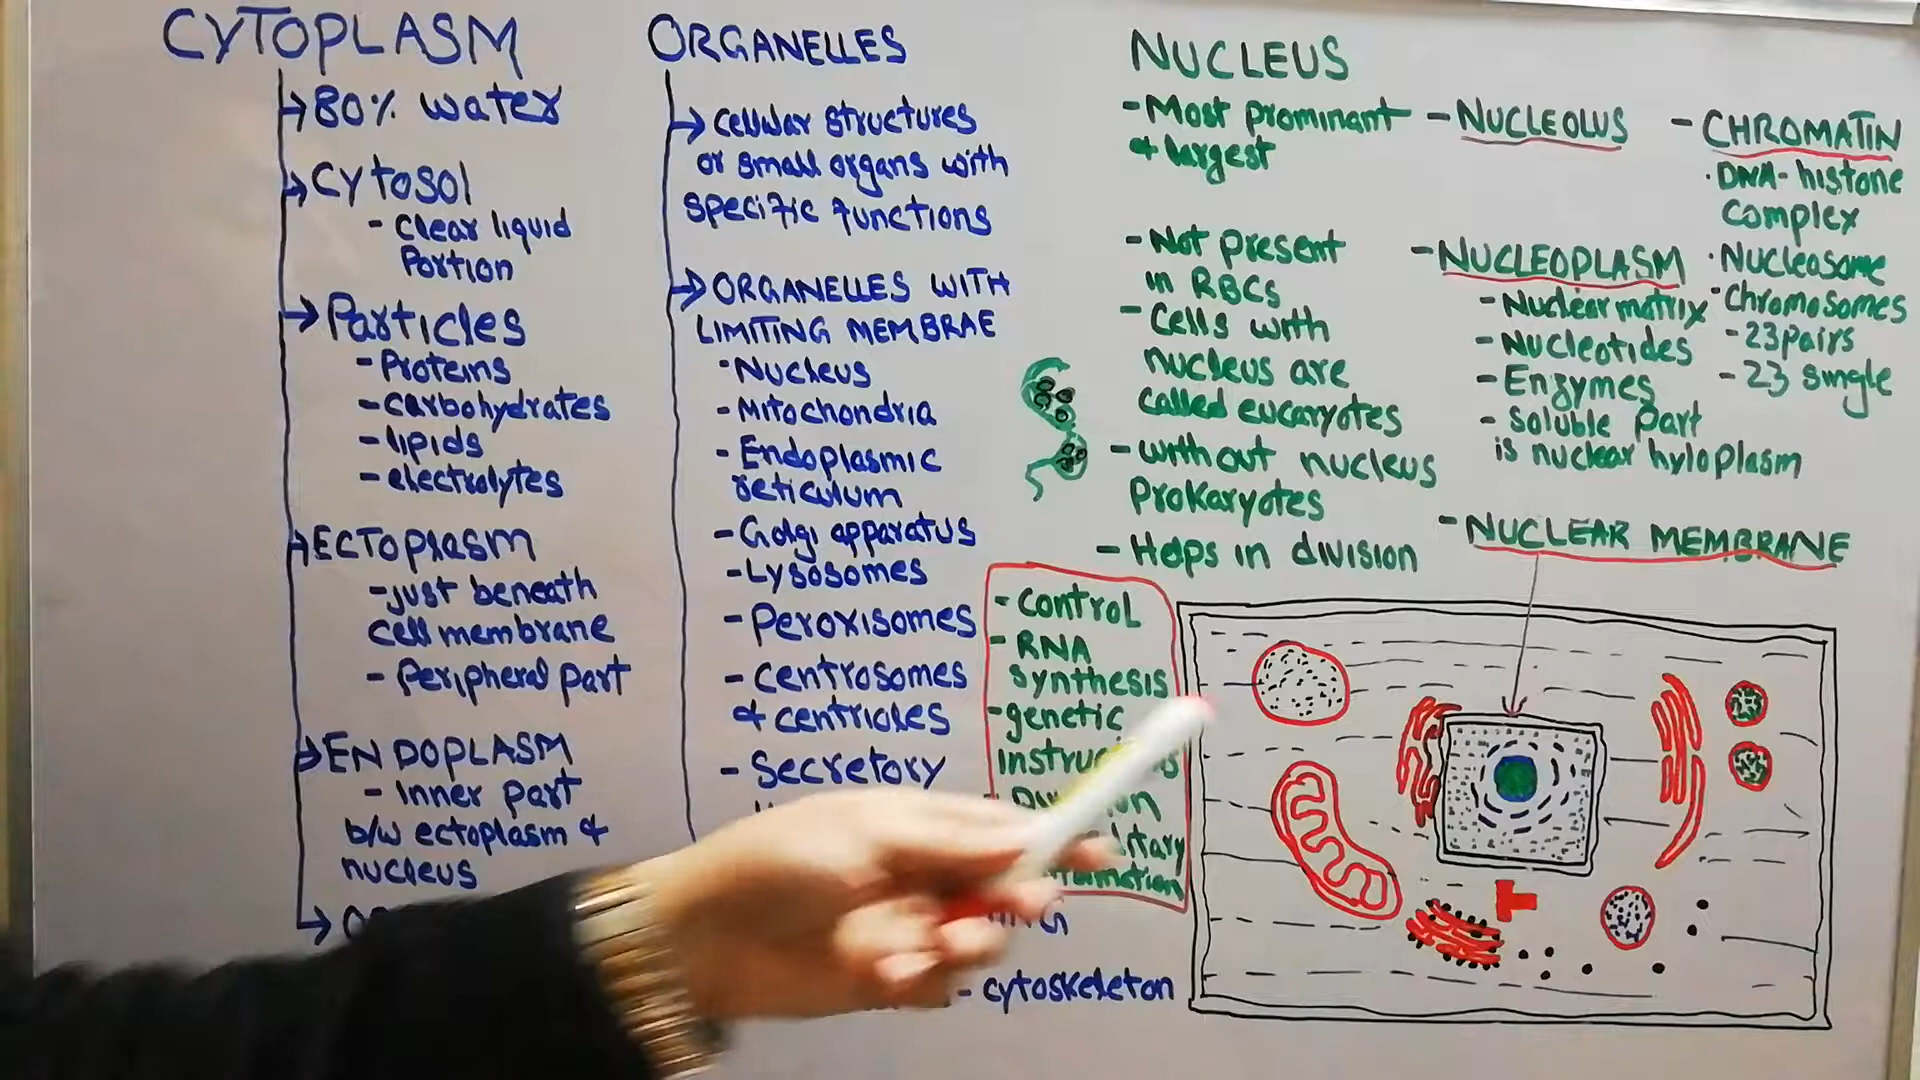 CYTOPLASM
80% water
Cytosol
- Clear liquid
Portion
Particles
- Proteins
- carbohydrates
- lipids
- electrolytes
ECTOPlasm
- just beneath
cell membrane
- Peripheral part
ENDOPLASM
- Inner part
b/w ectoplasm &
nucleus
ORGANELLES
Cellular structures
or small organs with
specific functions
ORGANELLES WITH
LIMITING MEMBRAE
- Nucleus
- Mitochondria
- Endoplasmic
reticulum
- Golgi apparatus
- Lysosomes
- Peroxisomes
- Centrosomes
& centrioles
- Secretory
- cytoskeleton
NUCLEUS
- Most prominant
& largest
- Not present
in RBCs
- Cells with
nucleus are
called eucaryotes
- without nucleus
Prokaryotes
- Helps in division
- control
- RNA
synthesis
- genetic
- NUCLEOLUS
- NUCLEOPLASM
- Nuclear matrix
- Nucleotides
- Enzymes
- Soluble Part
is nuclear hyloplasm
- NUCLEAR MEMBRANE
- CHROMATIN
· DNA- histone
complex
· Nucleosome
· Chromosomes
- 23 pairs
- 23 single